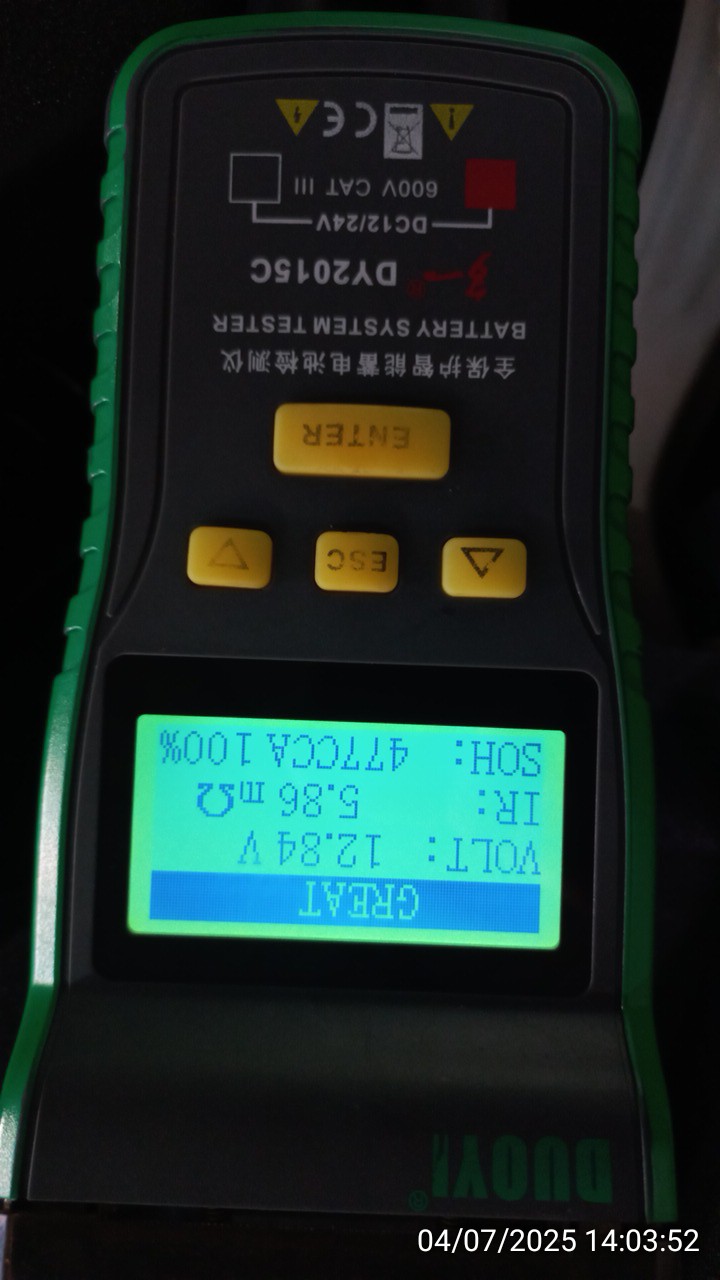 DUOYI
GREAT
VOLT: 12.84 V
IR: 5.86 mΩ
SOH: 477CCA 100%
ESC
ENTER
全保护智能蓄电池检测仪
BATTERY SYSTEM TESTER
DY2015C
DC12/24V
600V CAT III
CE
04/07/2025 14:03:52